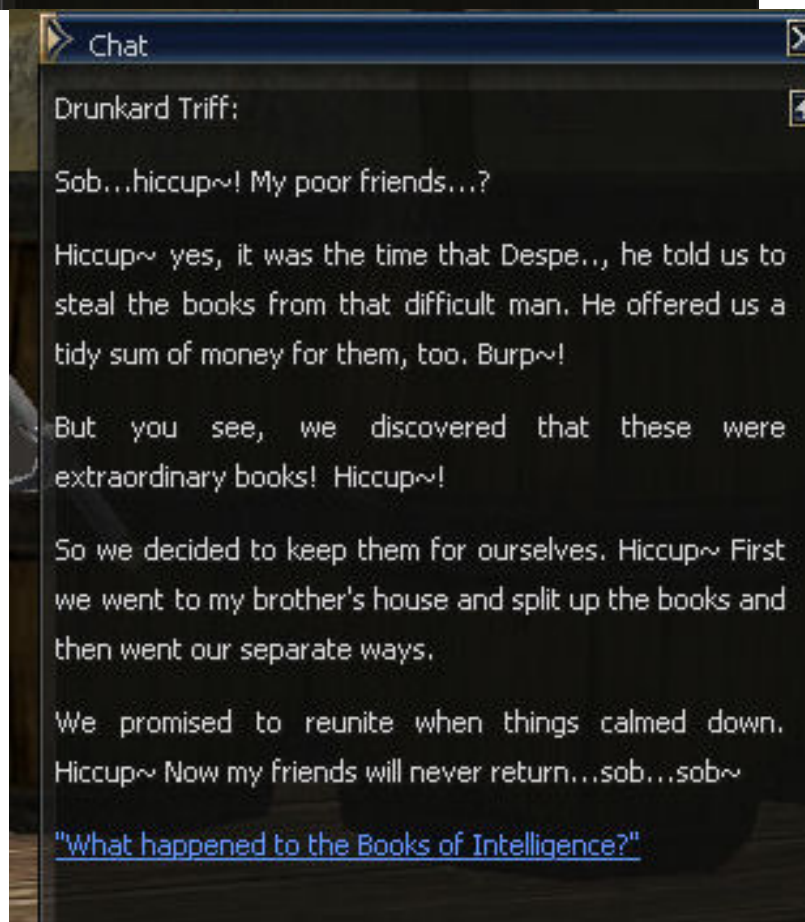 Chat
Drunkard Triff:
Sob...hiccup~! My poor friends...?
Hiccup~ yes, it was the time that Despe.., he told us to
steal the books from that difficult man. He offered us a
tidy sum of money for them, too. Burp~!
But you see, we discovered that these were
extraordinary books! Hiccup~!
So we decided to keep them for ourselves. Hiccup~ First
we went to my brother's house and split up the books and
then went our separate ways.
We promised to reunite when things calmed down.
Hiccup~ Now my friends will never return...sob...sob~
"What happened to the Books of Intelligence?"